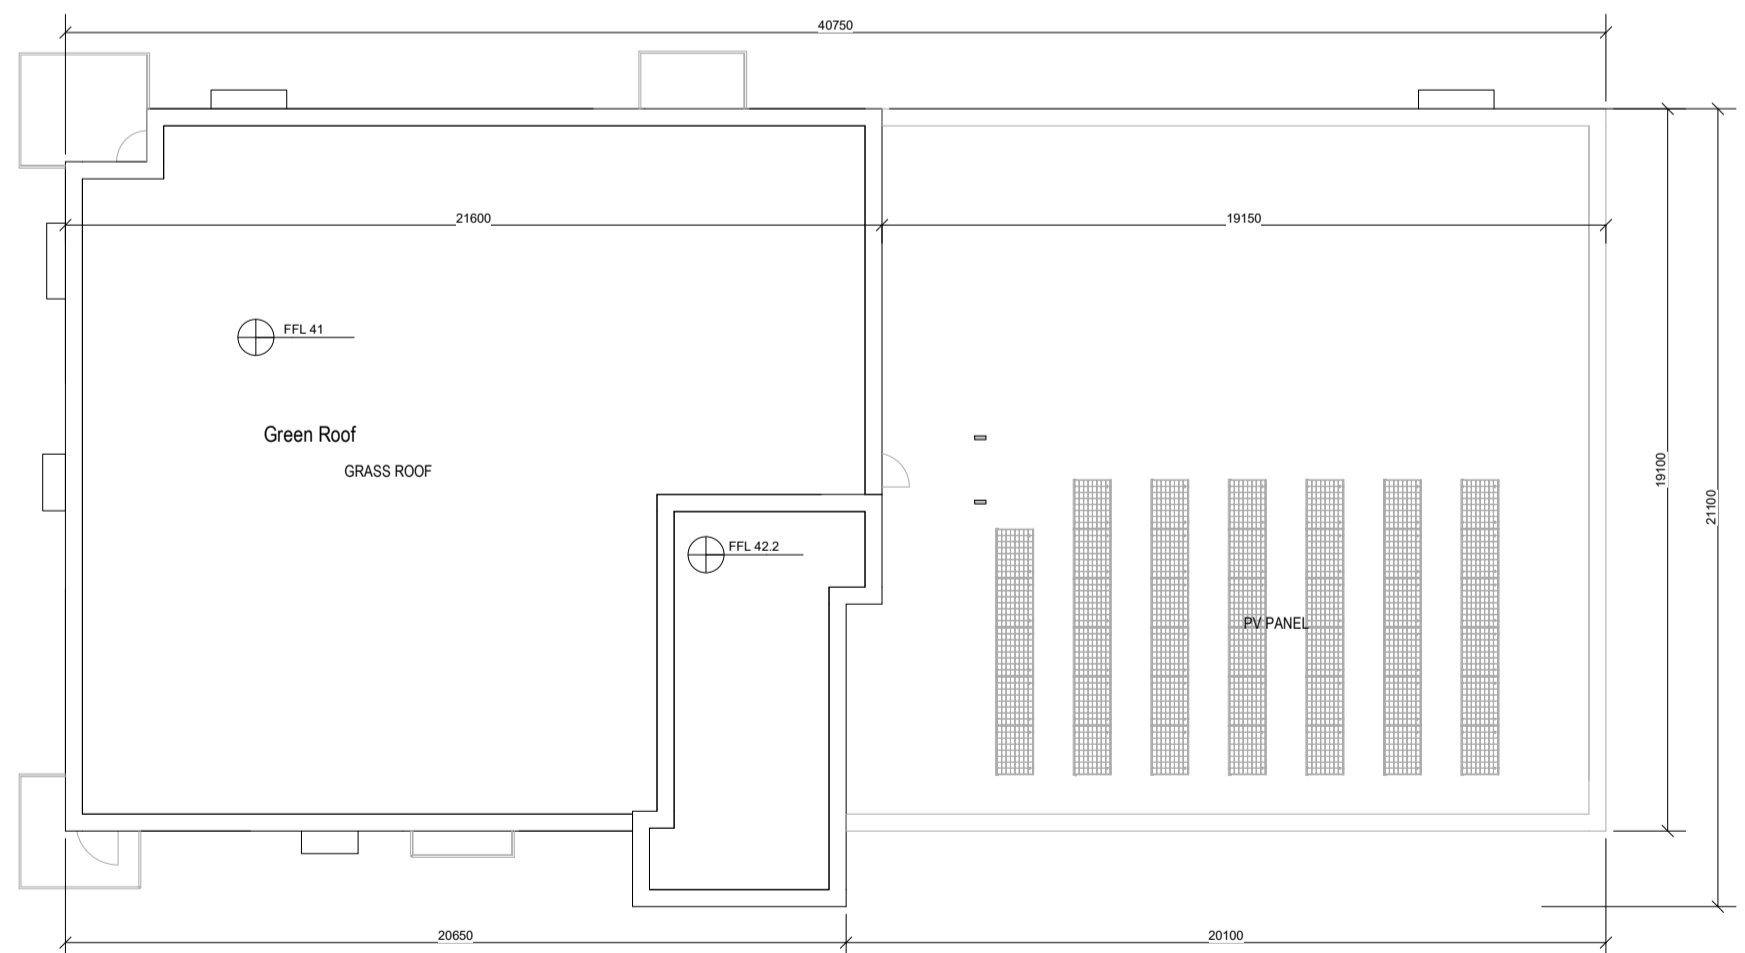 40750
21600
19150
FFL 41
Green Roof
GRASS ROOF
19100
21100
FFL 42.2
PV PANEL
20650
20100